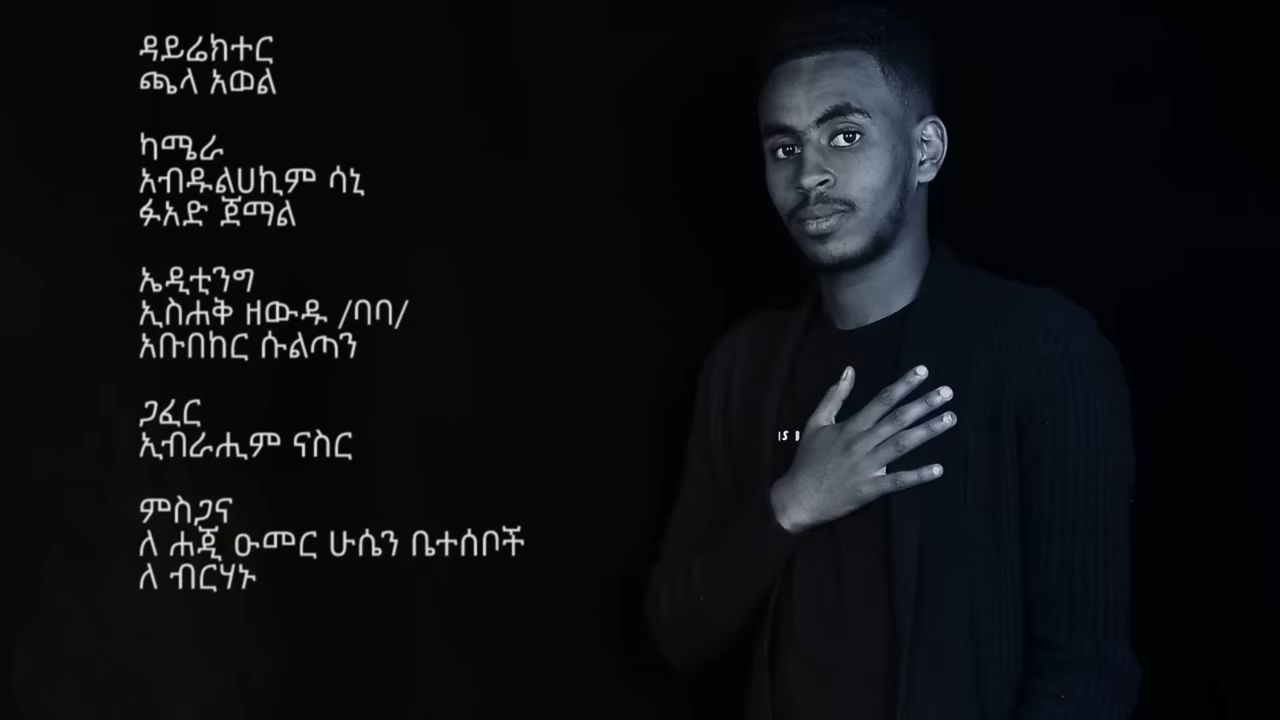 ዳይሬክተር
ጫላ አወል
ካሜራ
አብዱልሀኪም ሳኒ
ፉአድ ጀማል
ኤዲቲንግ
ኢስሐቅ ዘውዱ /ባባ/
አቡበከር ሱልጣን
ጋፈር
ኢብራሒም ናስር
ምስጋና
ለ ሐጂ ዑመር ሁሴን ቤተሰቦች
ለ ብርሃኑ